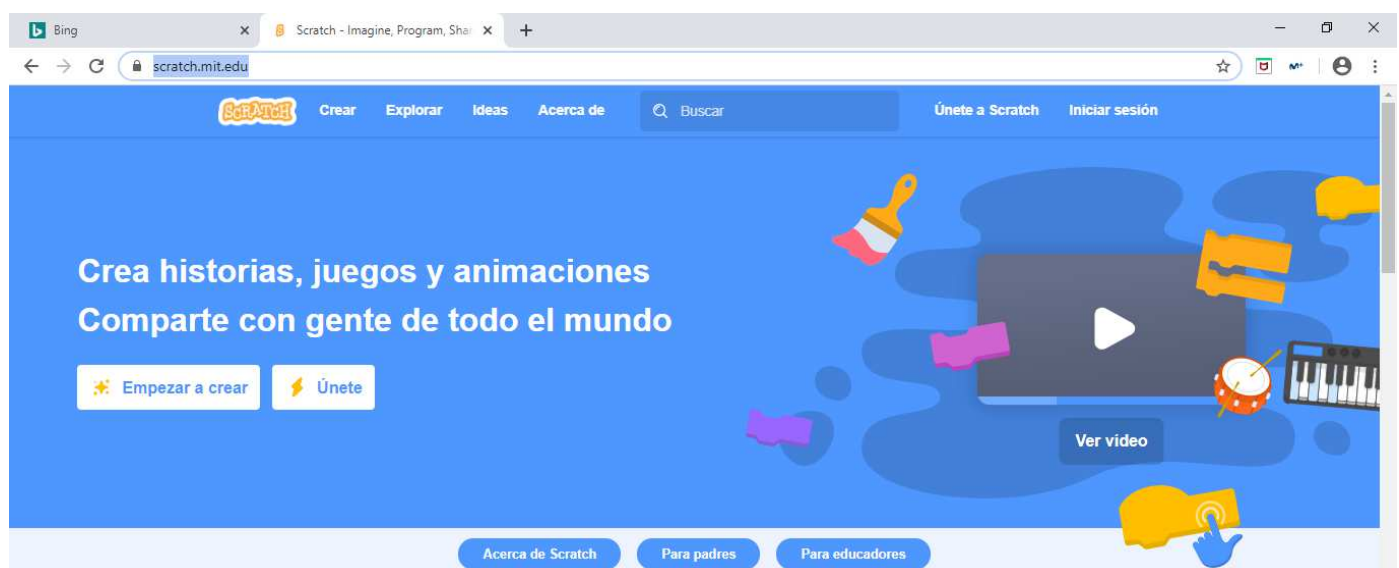 Bing
Scratch - Imagine, Program, Sha
scratch.mit.edu
SCRATCH Crear Explorar Ideas Acerca de Buscar Únete a Scratch Iniciar sesión
Crea historias, juegos y animaciones
Comparte con gente de todo el mundo
Empezar a crear Únete
Ver video
Acerca de Scratch Para padres Para educadores